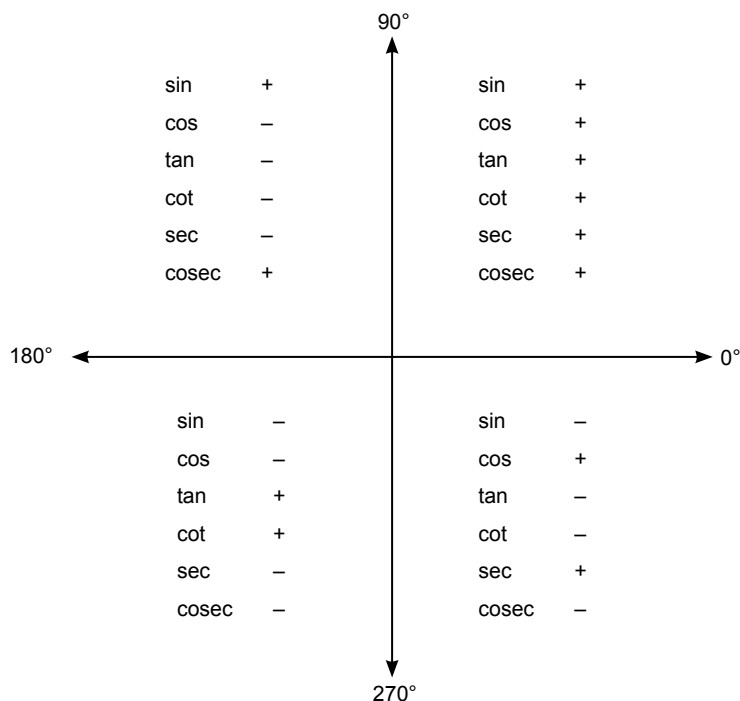 90°
sin +
cos –
tan –
cot –
sec –
cosec +
sin +
cos +
tan +
cot +
sec +
cosec +
180°
0°
sin –
cos –
tan +
cot +
sec –
cosec –
sin –
cos +
tan –
cot –
sec +
cosec –
270°